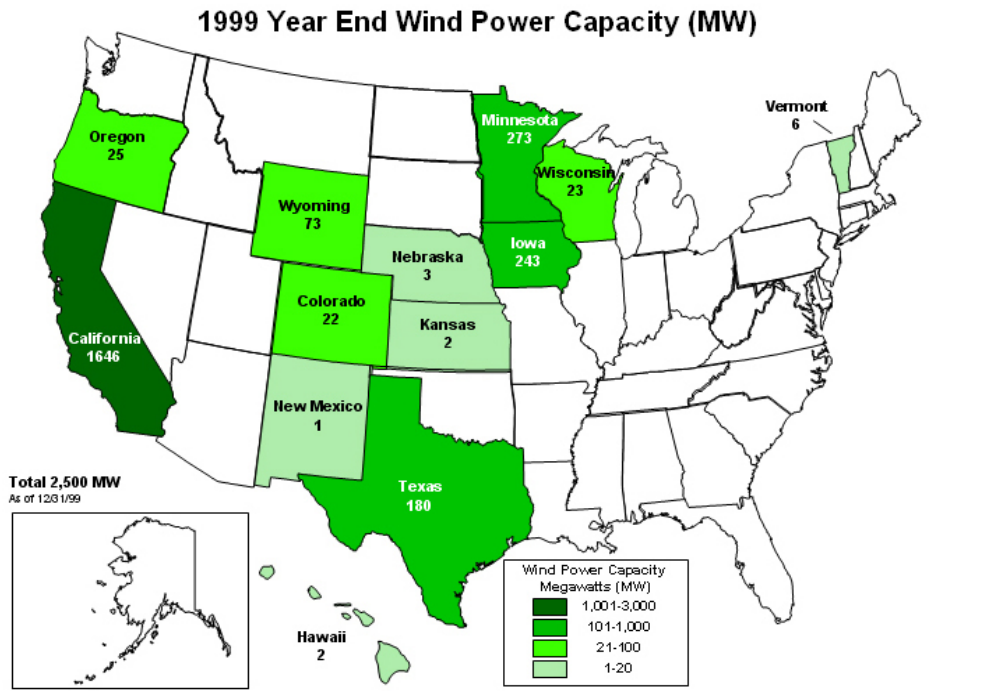 1999 Year End Wind Power Capacity (MW)
Vermont
6
Minnesota
273
Oregon
25
Wisconsin
23
Wyoming
73
Iowa
243
Nebraska
3
Colorado
22
Kansas
2
California
1646
New Mexico
1
Texas
180
Total 2,500 MW
As of 12/31/99
Hawaii
2
Wind Power Capacity
Megawatts (MW)
1,001-3,000
101-1,000
21-100
1-20